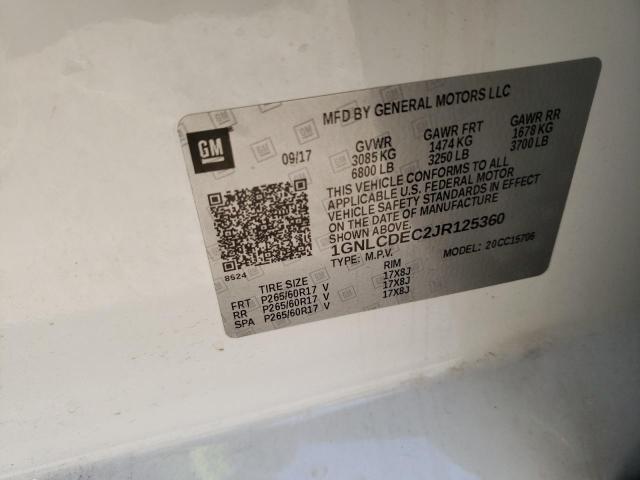 MFD BY GENERAL MOTORS LLC
GM
09/17
GVWR GAWR FRT GAWR RR
3085 KG 1474 KG 1678 KG
6800 LB 3250 LB 3700 LB
THIS VEHICLE CONFORMS TO ALL
APPLICABLE U.S. FEDERAL MOTOR
VEHICLE SAFETY STANDARDS IN EFFECT
ON THE DATE OF MANUFACTURE
SHOWN ABOVE.
1GNLCDEC2JR125360
TYPE: M.P.V. MODEL: 20CC15706
8524
TIRE SIZE RIM
FRT P265/60R17 V 17X8J
RR P265/60R17 V 17X8J
SPA P265/60R17 V 17X8J